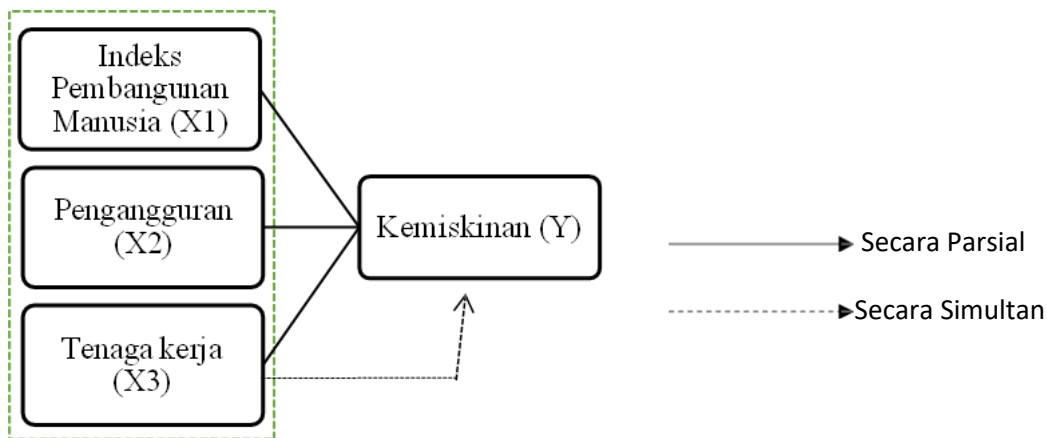 Indeks
Pembangunan
Manusia (X1)
Pengangguran
(X2)
Tenaga kerja
(X3)
Kemiskinan (Y)
Secara Parsial
Secara Simultan